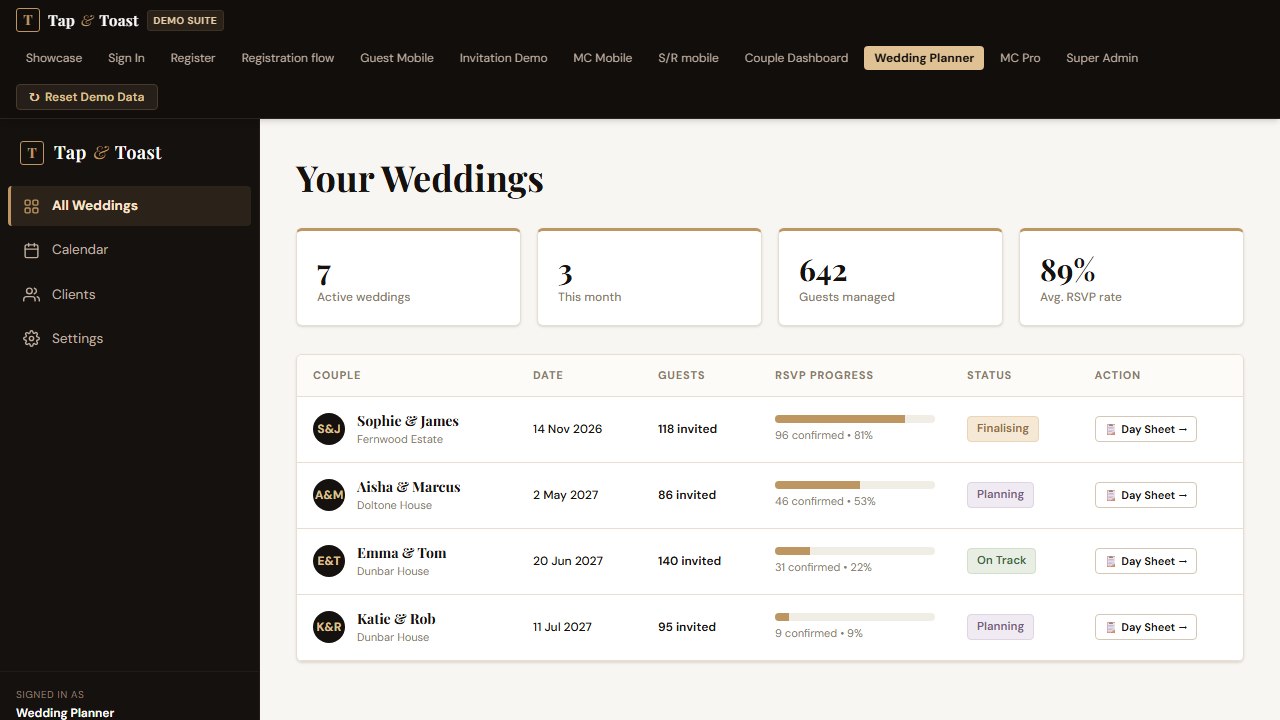 T Tap & Toast DEMO SUITE
Showcase Sign In Register Registration flow Guest Mobile Invitation Demo MC Mobile S/R mobile Couple Dashboard Wedding Planner MC Pro Super Admin
↻ Reset Demo Data
T Tap & Toast
All Weddings
Calendar
Clients
Settings
SIGNED IN AS
Wedding Planner
Your Weddings
7
Active weddings
3
This month
642
Guests managed
89%
Avg. RSVP rate
COUPLE DATE GUESTS RSVP PROGRESS STATUS ACTION
S&J Sophie & James 14 Nov 2026 118 invited Finalising Day Sheet →
Fernwood Estate 96 confirmed • 81%
A&M Aisha & Marcus 2 May 2027 86 invited Planning Day Sheet →
Doltone House 46 confirmed • 53%
E&T Emma & Tom 20 Jun 2027 140 invited On Track Day Sheet →
Dunbar House 31 confirmed • 22%
K&R Katie & Rob 11 Jul 2027 95 invited Planning Day Sheet →
Dunbar House 9 confirmed • 9%